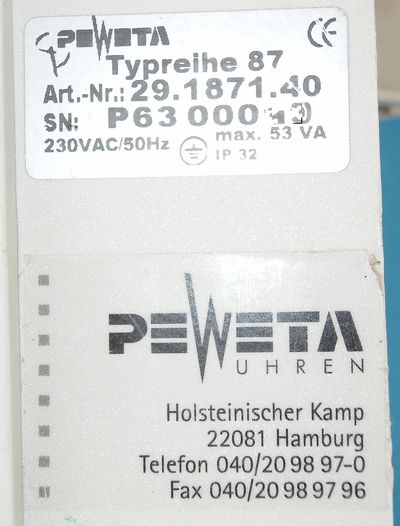 PEWETA
CE
Typreihe 87
Art.-Nr.: 29.1871.40
SN:
230VAC/50Hz
max. 53 VA
IP 32
PEWETA
UHREN
Holsteinischer Kamp
22081 Hamburg
Telefon 040/20 98 97-0
Fax 040/20 98 97 96